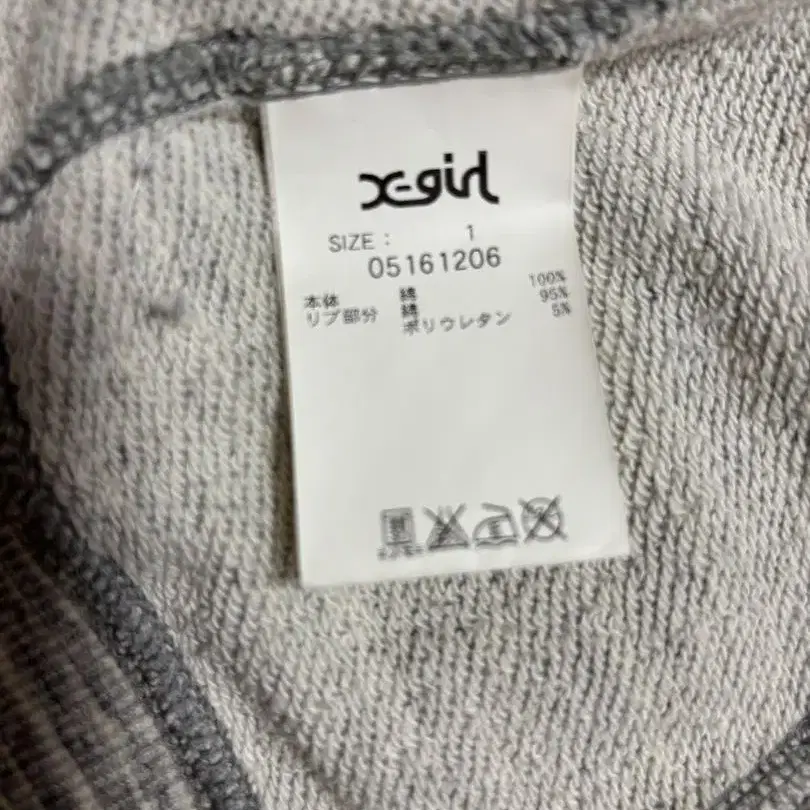 X-girl
SIZE : 1
05161206
本体 綿 100%
リブ部分 綿 95%
ポリウレタン 5%